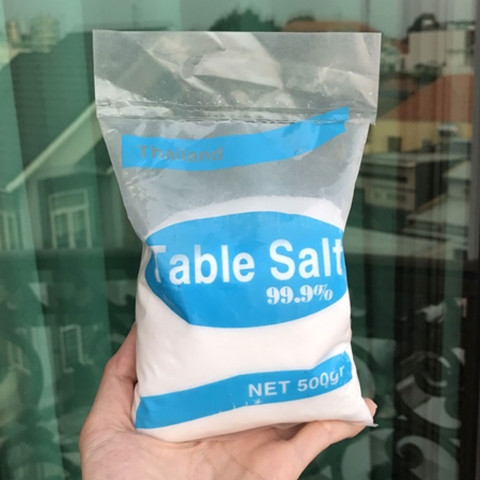 Thailand
Table Salt
99.9%
NET 500gr